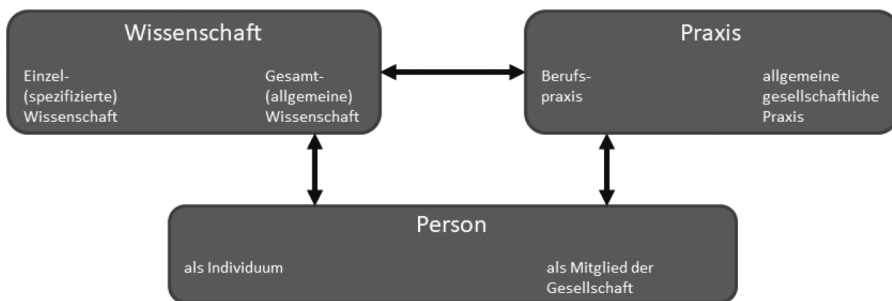 Wissenschaft
Einzel-
(spezifizierte)
Wissenschaft
Gesamt-
(allgemeine)
Wissenschaft
Praxis
Berufs-
praxis
allgemeine
gesellschaftliche
Praxis
Person
als Individuum
als Mitglied der
Gesellschaft